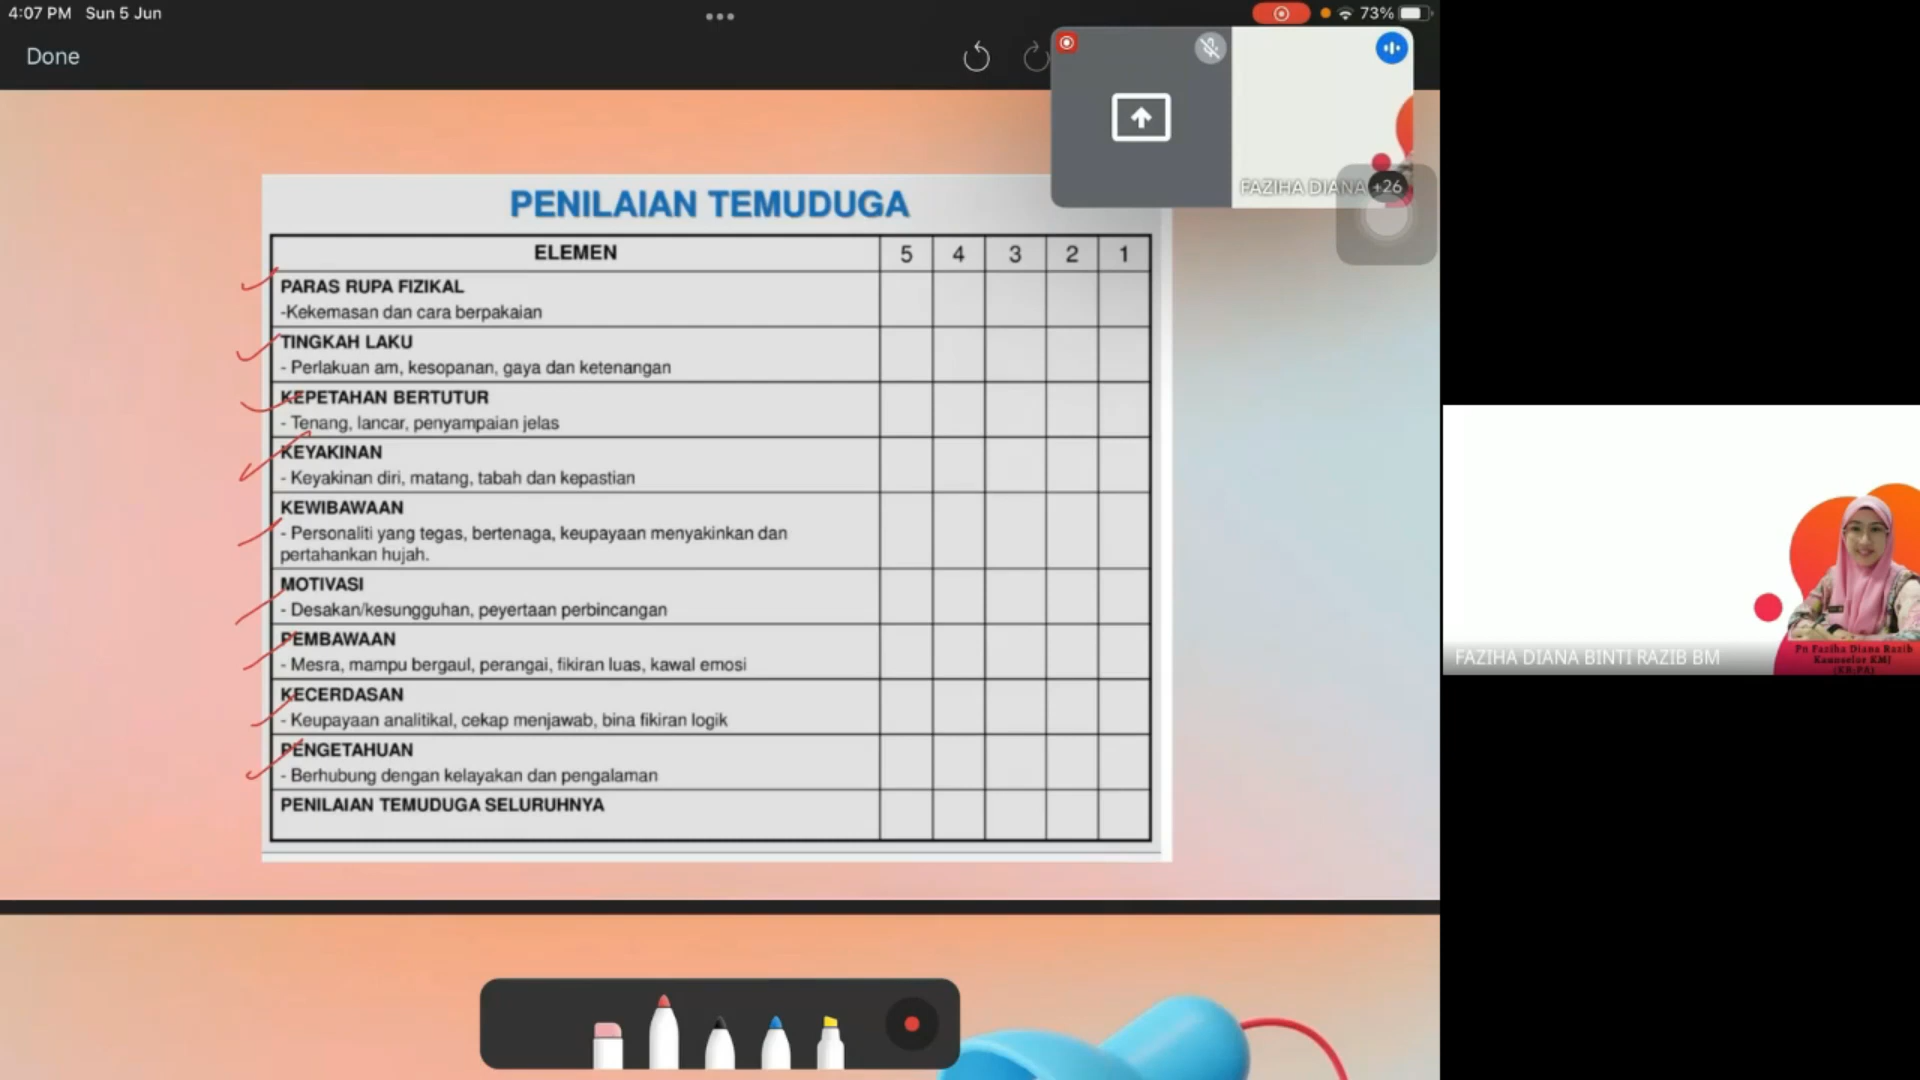 4:07 PM Sun 5 Jun
73%
Done
FAZIHA DIANA +26
PENILAIAN TEMUDUGA
ELEMEN 5 4 3 2 1
PARAS RUPA FIZIKAL
-Kekemasan dan cara berpakaian
TINGKAH LAKU
- Perlakuan am, kesopanan, gaya dan ketenangan
KEPETAHAN BERTUTUR
- Tenang, lancar, penyampaian jelas
KEYAKINAN
- Keyakinan diri, matang, tabah dan kepastian
KEWIBAWAAN
- Personaliti yang tegas, bertenaga, keupayaan menyakinkan dan
pertahankan hujah.
MOTIVASI
- Desakan/kesungguhan, peyertaan perbincangan
PEMBAWAAN
- Mesra, mampu bergaul, perangai, fikiran luas, kawal emosi
KECERDASAN
- Keupayaan analitikal, cekap menjawab, bina fikiran logik
PENGETAHUAN
- Berhubung dengan kelayakan dan pengalaman
PENILAIAN TEMUDUGA SELURUHNYA
FAZIHA DIANA BINTI RAZIB BM
Pn Faziha Diana Razib
Kaunselor KMJ
(KB-PA)